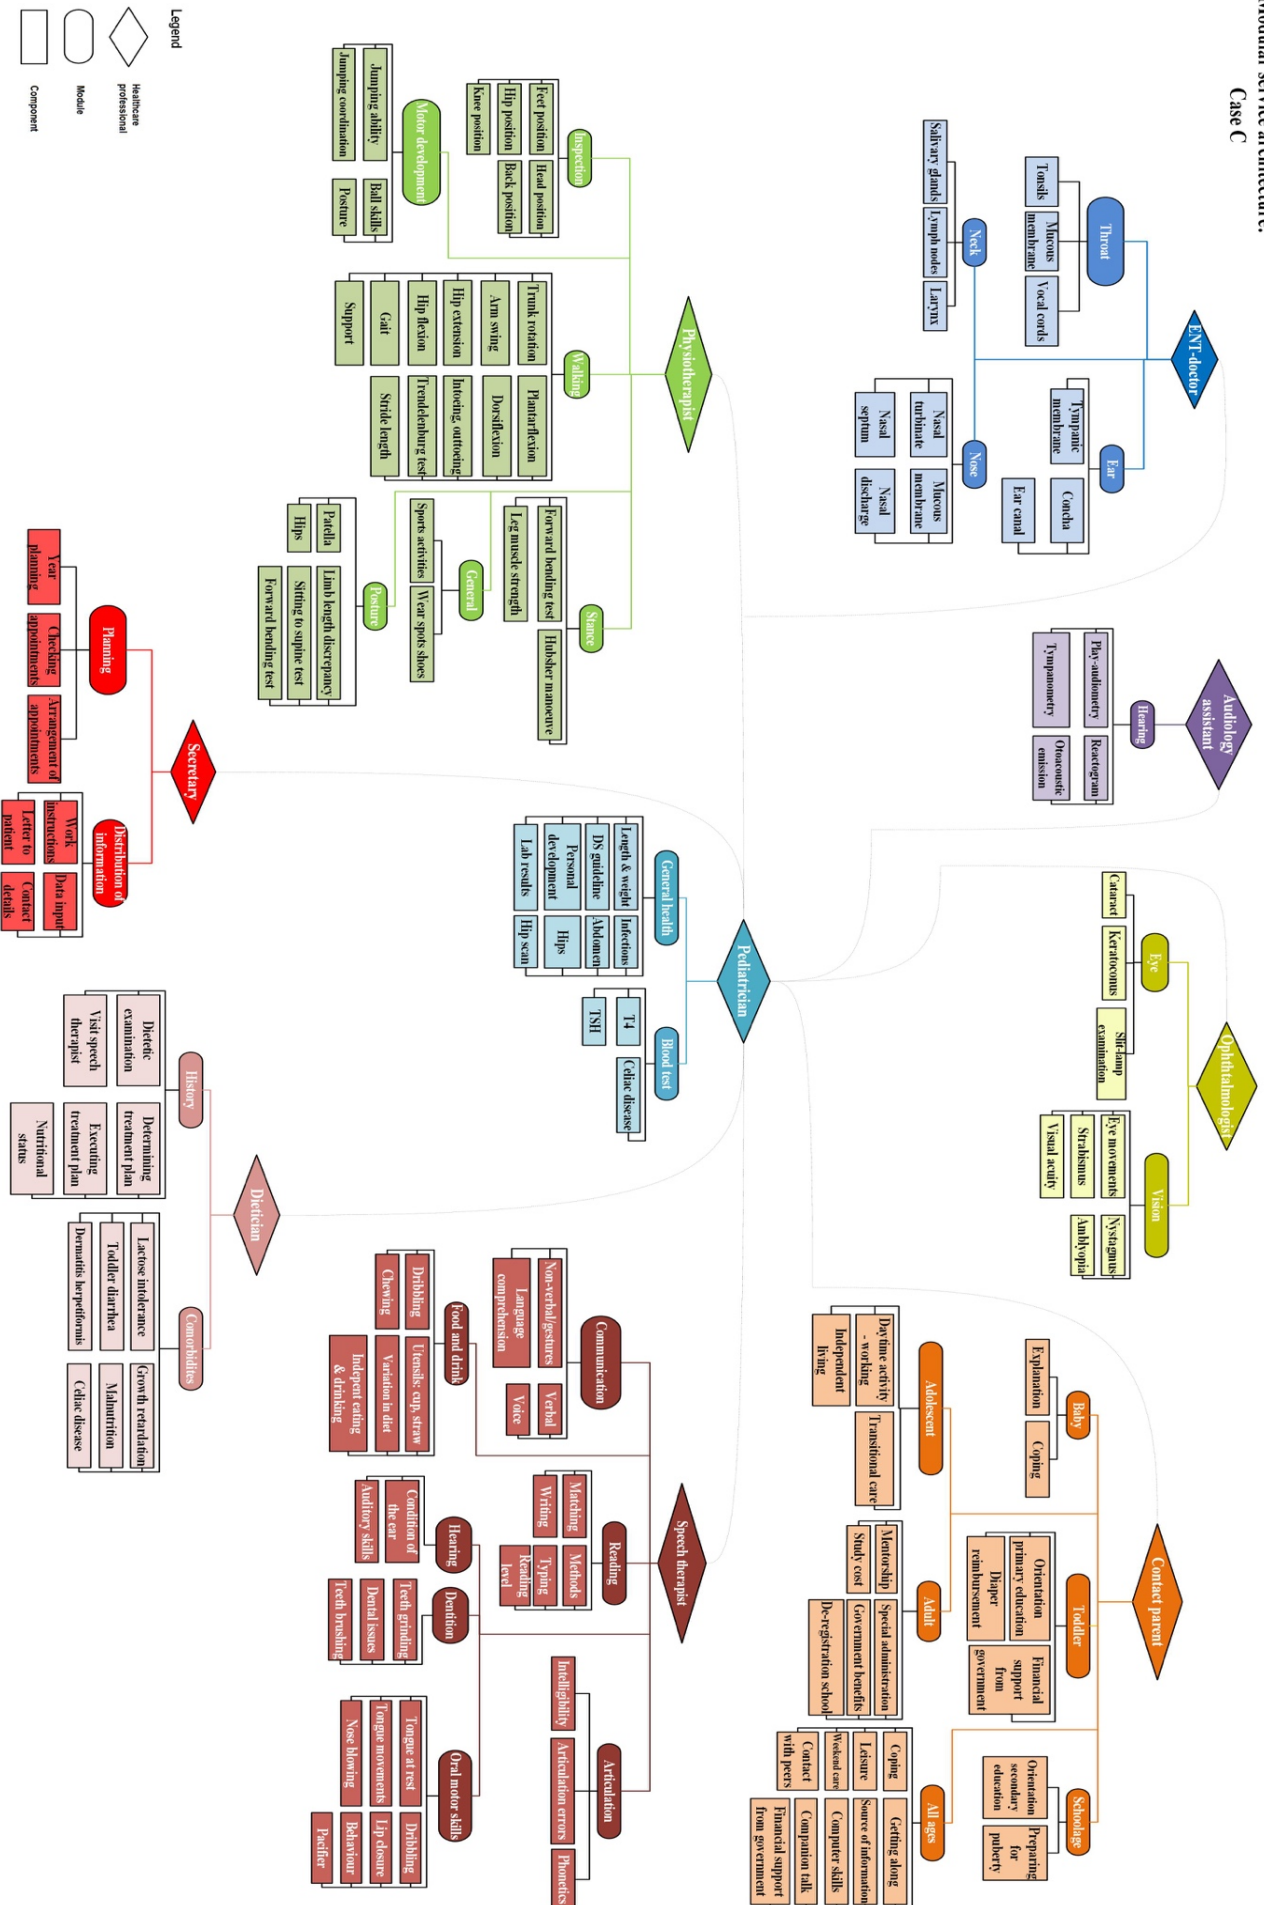 Modular service architecture.
Case C
ENT-doctor
Throat
Tonsils
Mucous
membrane
Vocal cords
Neck
Salivary glands
Lymph nodes
Larynx
Ear
Tympanic
membrane
Concha
Ear canal
Nose
Nasal
turbinate
Mucous
membrane
Nasal
septum
Nasal
discharge
Audiology
assistant
Hearing
Play-audiometry
Reactogram
Tympanometry
Otoacoustic
emission
Ophthtalmologist
Eye
Cataract
Keratoconus
Slit-lamp
examination
Vision
Eye movements
Nystagmus
Strabismus
Amblyopia
Visual acuity
Contact parent
Baby
Explanation
Coping
Toddler
Orientation
primary education
Financial
support
from
government
Diaper
reimbursement
Schoolage
Orientation
secondary
education
Preparing
for
puberty
Adolescent
Daytime activity
- working
Transitional care
Independent
living
Adult
Mentorship
Special administration
Study cost
Government benefits
De-registration school
All ages
Coping
Getting along
Leisure
Source of information
Weekend care
Computer skills
Contact
with peers
Companion talk
Financial support
from government
Physiotherapist
Inspection
Feet position
Head position
Hip position
Back position
Knee position
Motor development
Jumping ability
Ball skills
Jumping coordination
Posture
Walking
Trunk rotation
Plantarflexion
Arm swing
Dorsiflexion
Hip extension
Intoeing, outtoeing
Hip flexion
Trendelenburg test
Gait
Stride length
Support
Stance
Forward bending test
Hubsher manoeuve
Leg muscle strength
General
Sports activities
Wear spots shoes
Posture
Patella
Limb length discrepancy
Hips
Sitting to supine test
Forward bending test
Pediatrician
General health
Length & weight
Infections
DS guideline
Abdomen
Personal
development
Hips
Lab results
Hip scan
Blood test
T4
Celiac disease
TSH
Speech therapist
Communication
Non-verbal/gestures
Verbal
Language
comprehension
Voice
Food and drink
Dribbling
Utensils: cup, straw
Chewing
Variation in diet
Indepent eating
& drinking
Reading
Matching
Methods
Writing
Typing
Reading
level
Hearing
Condition of
the ear
Auditory skills
Dentition
Teeth grinding
Dental issues
Teeth brushing
Articulation
Intelligibility
Articulation errors
Phonetics
Oral motor skills
Tongue at rest
Dribbling
Tongue movements
Lip closure
Nose blowing
Behaviour
Pacifier
Secretary
Planning
Year
planning
Checking
appointments
Arrangement of
appointments
Distribution of
information
Work
instructions
Data input
Letter to
patient
Contact
details
Dietician
History
Dietetic
examination
Determining
treatment plan
Visit speech
therapist
Executing
treatment plan
Nutritional
status
Comorbidites
Lactose intolerance
Growth retardation
Toddler diarrhea
Malnutrition
Dermatitis herpetiformis
Celiac disease
Legend
Healthcare
professional
Module
Component